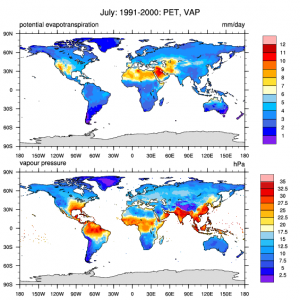 July: 1991-2000: PET, VAP
potential evapotranspiration mm/day
90N
60N
30N
0
30S
60S
90S
180 150W 120W 90W 60W 30W 0 30E 60E 90E 120E 150E 180
12
11
10
9
8
7
6
5
4
3
2
1
vapour pressure hPa
90N
60N
30N
0
30S
60S
90S
180 150W 120W 90W 60W 30W 0 30E 60E 90E 120E 150E 180
35
32.5
30
27.5
25
22.5
20
17.5
15
12.5
10
7.5
5
2.5